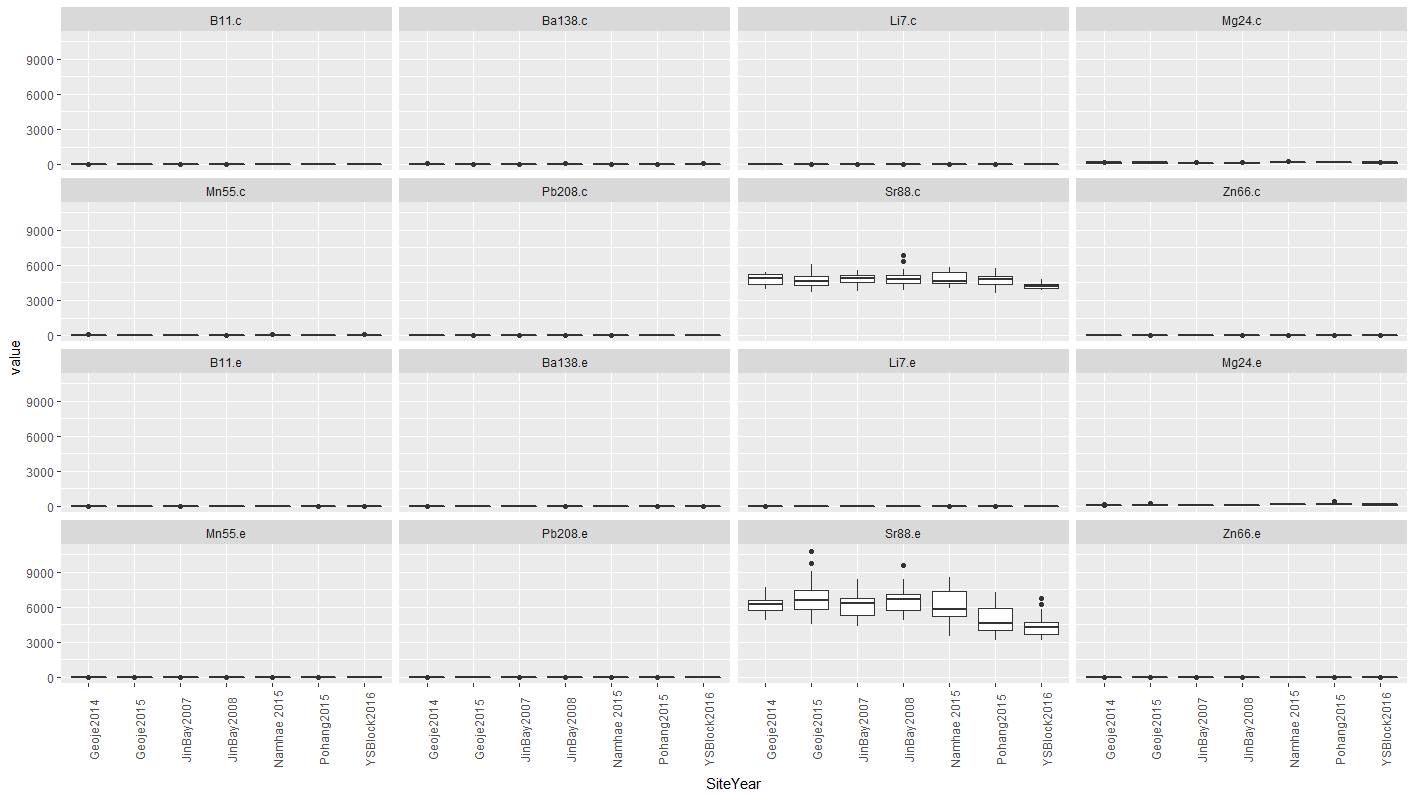 B11.c Ba138.c Li7.c Mg24.c
9000
6000
3000
0
Mn55.c Pb208.c Sr88.c Zn66.c
9000
6000
3000
0
value
B11.e Ba138.e Li7.e Mg24.e
9000
6000
3000
0
Mn55.e Pb208.e Sr88.e Zn66.e
9000
6000
3000
0
Geoje2014 Geoje2015 JinBay2007 JinBay2008 Namhae 2015 Pohang2015 YSBlock2016 Geoje2014 Geoje2015 JinBay2007 JinBay2008 Namhae 2015 Pohang2015 YSBlock2016 Geoje2014 Geoje2015 JinBay2007 JinBay2008 Namhae 2015 Pohang2015 YSBlock2016 Geoje2014 Geoje2015 JinBay2007 JinBay2008 Namhae 2015 Pohang2015 YSBlock2016
SiteYear